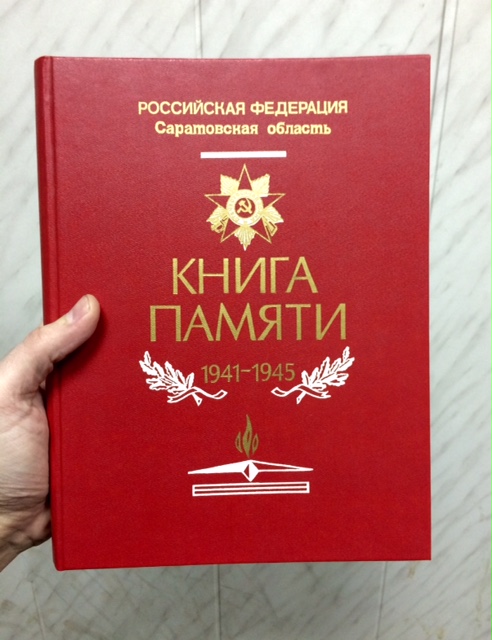 РОССИЙСКАЯ ФЕДЕРАЦИЯ
Саратовская область
КНИГА
ПАМЯТИ
1941-1945